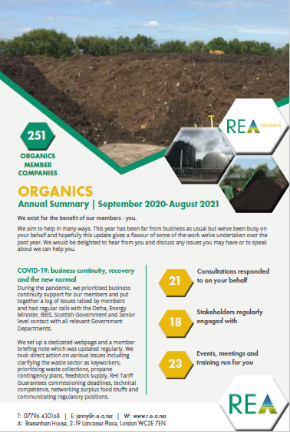 251
ORGANICS
MEMBER
COMPANIES
REA ORGANICS
ORGANICS
Annual Summary | September 2020- August 2021
We exist for the benefit of our members - you.
We aim to help in many ways. This year has been far from business as usual but we've been busy on
your behalf and hopefully this update gives a flavour of some of the work we've undertaken over the
past year. We would be delighted to hear from you and discuss any issues you may have or to speak
about we can help you.
COVID-19: business continuity, recovery
and the new normal
During the pandemic, we prioritised business
continuity support for our members and put
together a log of issues raised by members
and had regular calls with the Defra, Energy
Minister, BEIS, Scottish Government and Senior
level contact with all relevant Government
Departments.
We set up a dedicated webpage and a member
briefing note which was updated regularly. We
took direct action on various issues including
clarifying the waste sector as keyworkers,
prioritising waste collections, propane
contingency plans, feedstock supply, RHI Tariff
Guarantees commissioning deadlines, technical
competence, networking surplus food stuffs and
communicating regulatory positions.
21
Consultations responded
to on your behalf
18
Stakeholders regularly
engaged with
23
Events, meetings and
training run for you
REA
T: 07796 430168 | E: jenny@r-e-a.net | W: www.r-e-a.net
A: Brettenham House, 2-19 Lancaster Place, London WC2E 7EN